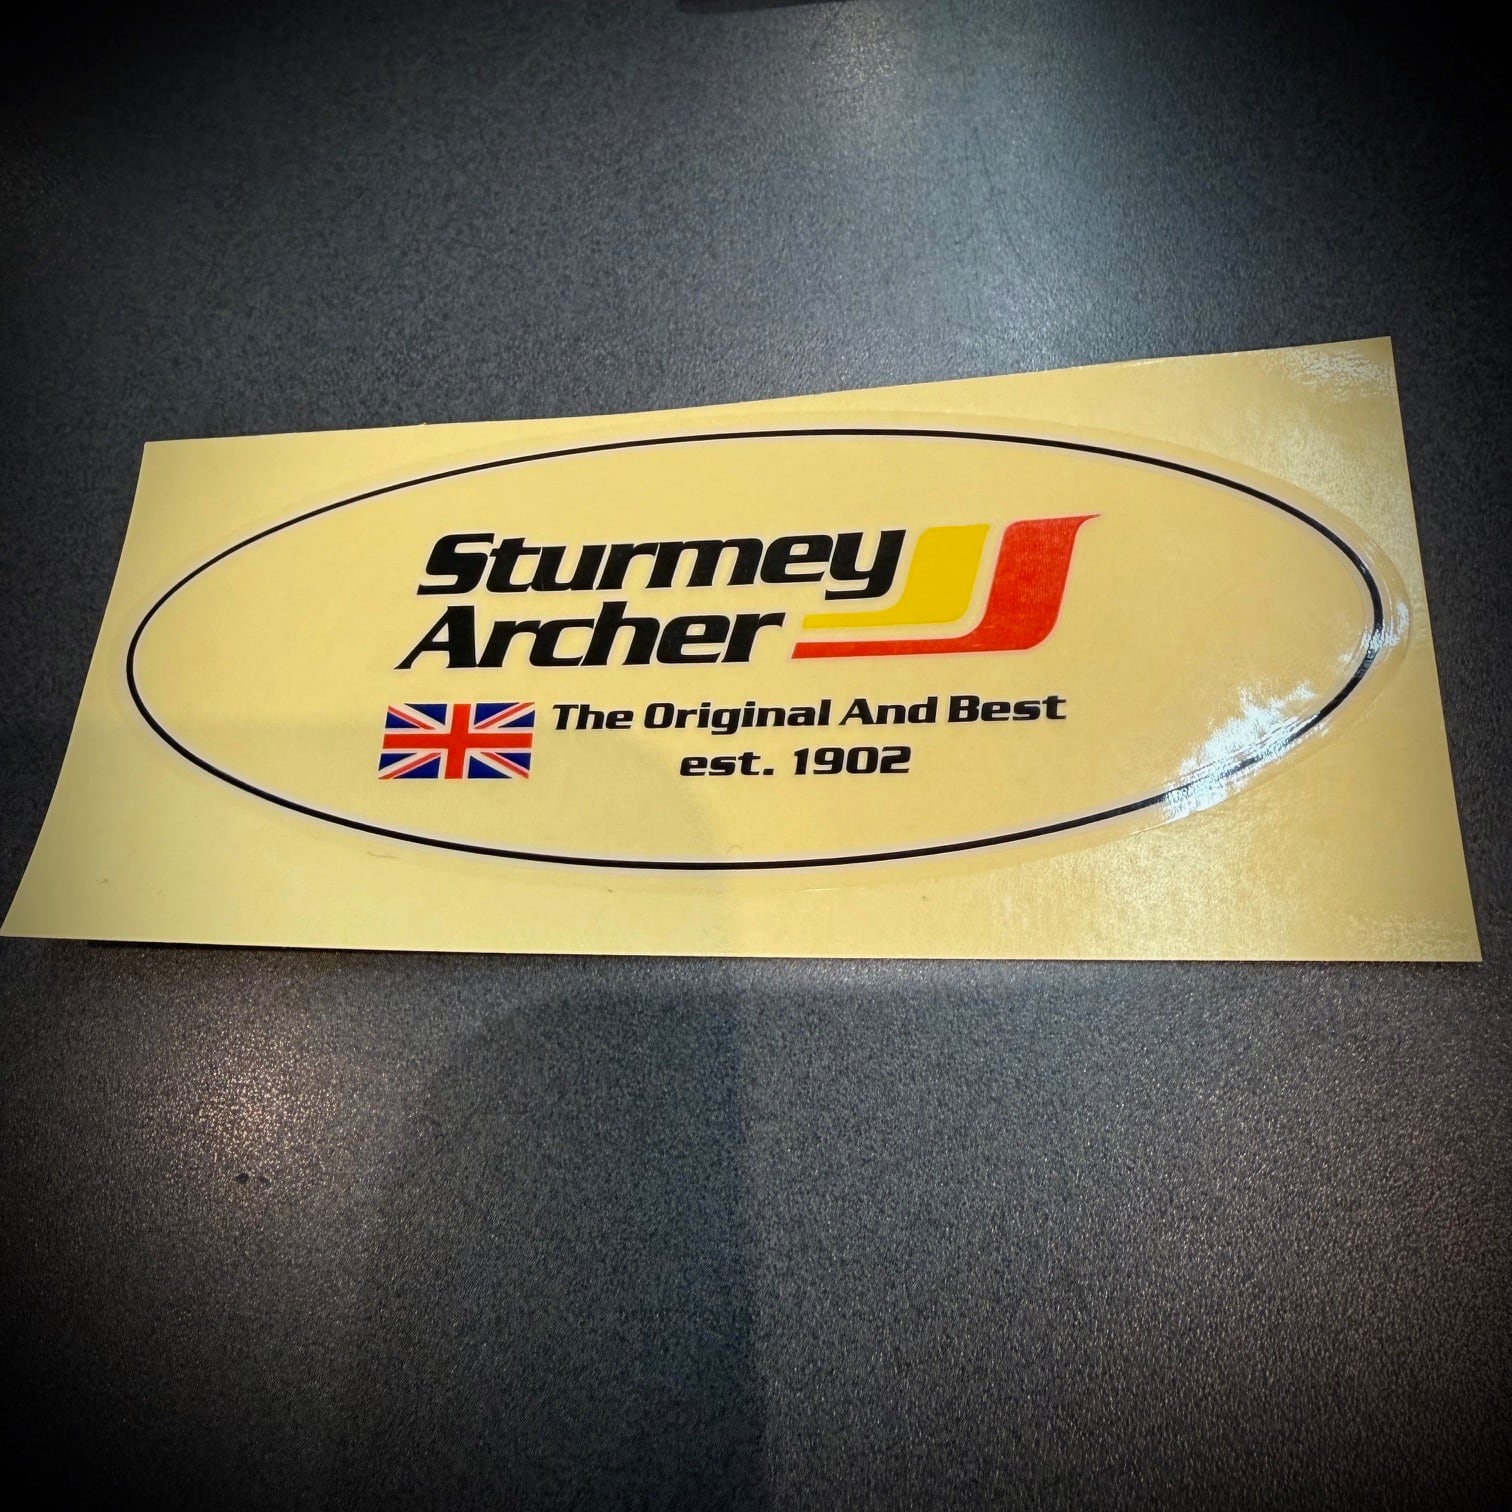 Sturmey
Archer
The Original And Best
est. 1902